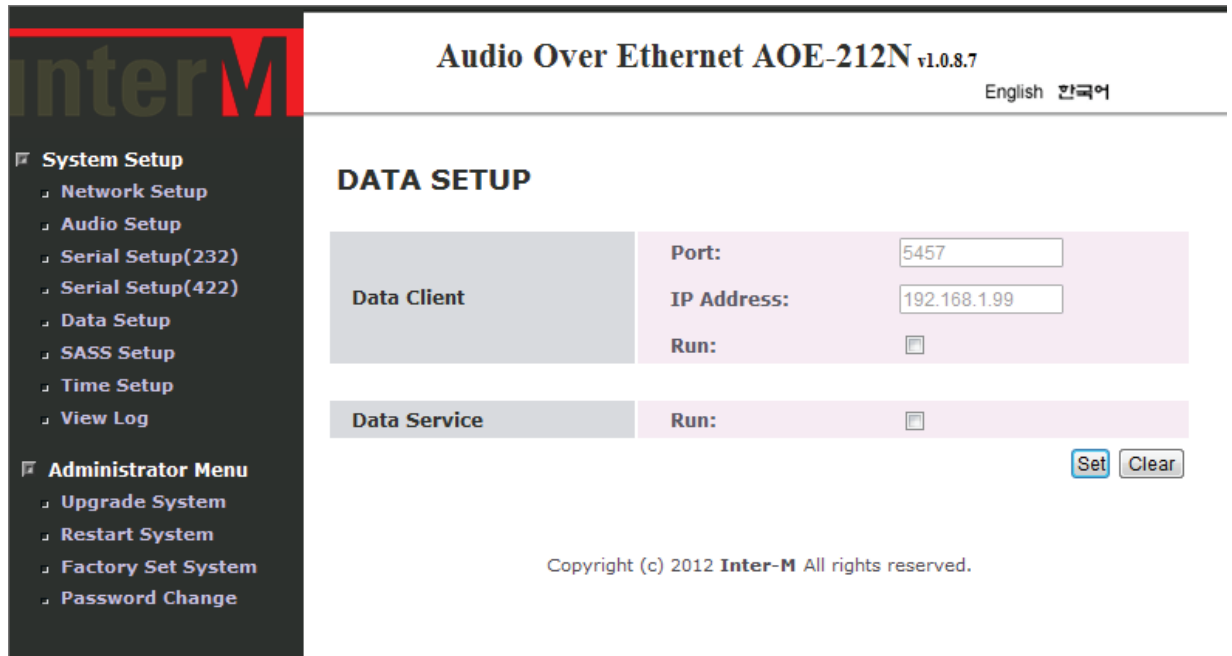 inter M
Audio Over Ethernet AOE-212N v1.0.8.7
English 한국어
System Setup
Network Setup
Audio Setup
Serial Setup(232)
Serial Setup(422)
Data Setup
SASS Setup
Time Setup
View Log
Administrator Menu
Upgrade System
Restart System
Factory Set System
Password Change
DATA SETUP
Data Client
Port: 5457
IP Address: 192.168.1.99
Run:
Data Service Run:
Set Clear
Copyright (c) 2012 Inter-M All rights reserved.